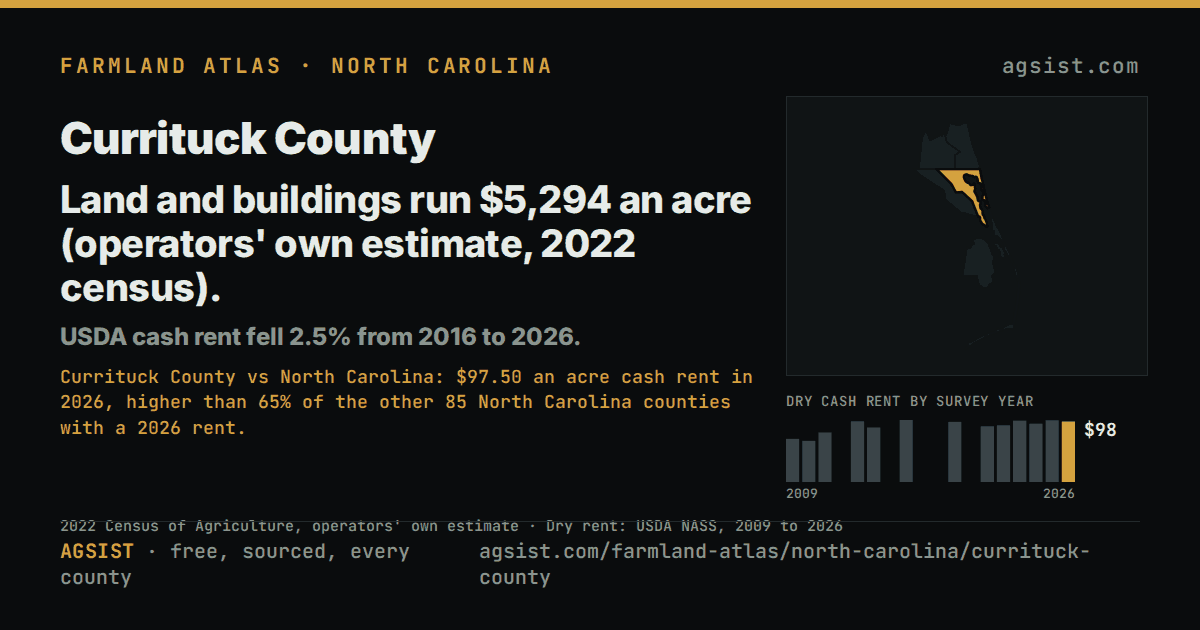 FARMLAND ATLAS · NORTH CAROLINA
agsist.com
Currituck County
Land and buildings run $5,294 an acre
(operators' own estimate, 2022
census).
USDA cash rent fell 2.5% from 2016 to 2026.
Currituck County vs North Carolina: $97.50 an acre cash rent in
2026, higher than 65% of the other 85 North Carolina counties
with a 2026 rent.
DRY CASH RENT BY SURVEY YEAR
$98
2009 2026
2022 Census of Agriculture, operators' own estimate · Dry rent: USDA NASS, 2009 to 2026
AGSIST · free, sourced, every
county
agsist.com/farmland-atlas/north-carolina/currituck-
county